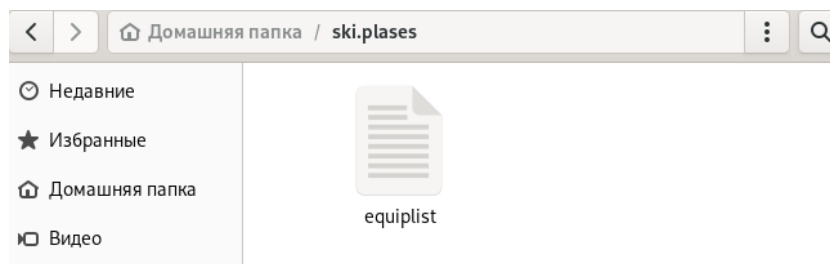 Домашняя папка / ski.plases
Недавние
Избранные
Домашняя папка
Видео
equiplist